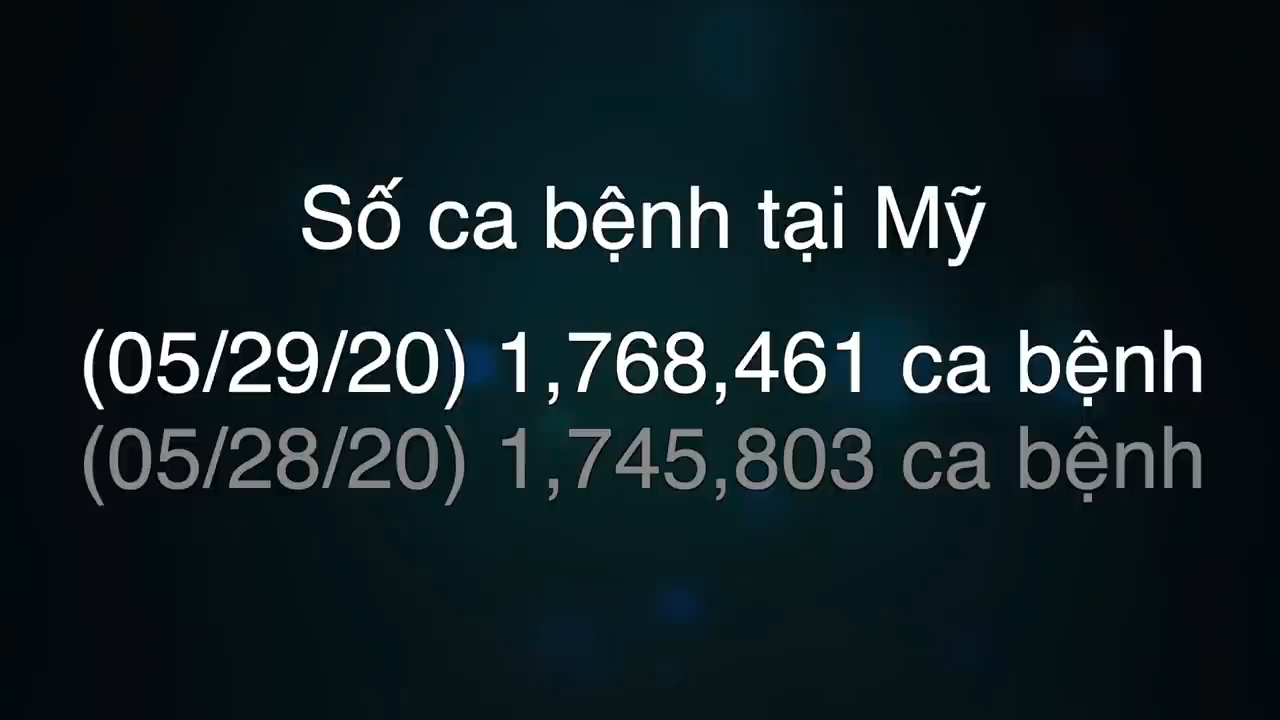 Số ca bệnh tại Mỹ
(05/29/20) 1,768,461 ca bệnh
(05/28/20) 1,745,803 ca bệnh